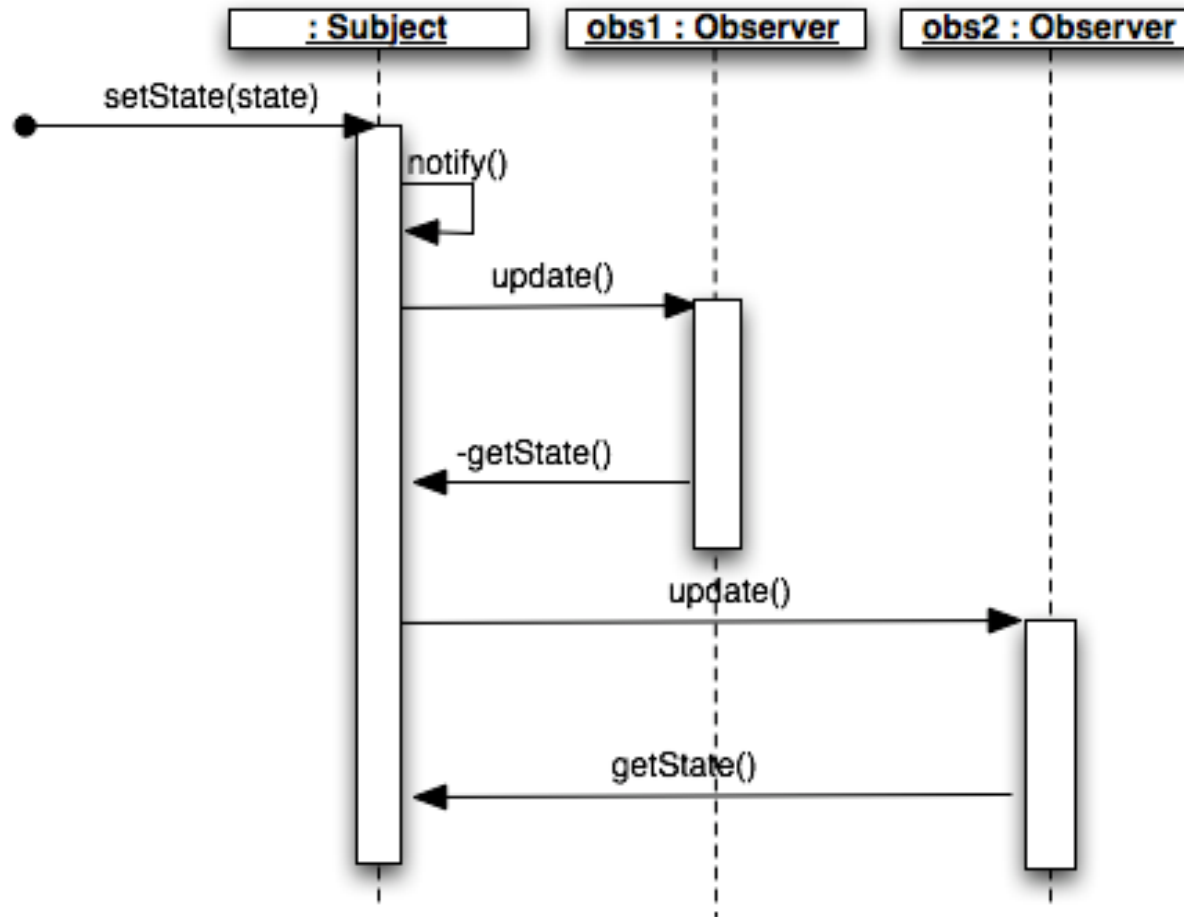 : Subject
obs1 : Observer
obs2 : Observer
setState(state)
notify()
update()
-getState()
update()
getState()